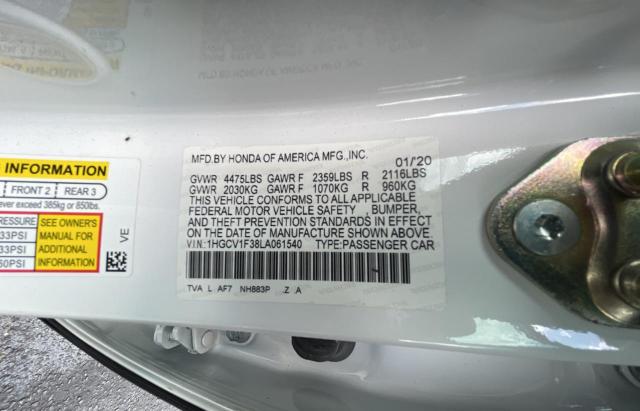 MFD.BY HONDA OF AMERICA MFG.,INC. 01/20
GVWR 4475LBS GAWR F 2359LBS R 2116LBS
GVWR 2030KG GAWR F 1070KG R 960KG
THIS VEHICLE CONFORMS TO ALL APPLICABLE
FEDERAL MOTOR VEHICLE SAFETY , BUMPER,
AND THEFT PREVENTION STANDARDS IN EFFECT
ON THE DATE OF MANUFACTURE SHOWN ABOVE.
V.I.N:1HGCV1F38LA061540 TYPE:PASSENGER CAR
TVA L AF7 NH883P .Z A
INFORMATION
FRONT 2 REAR 3
ever exceed 385kg or 850lbs.
PRESSURE
33PSI
33PSI
60PSI
SEE OWNER'S
MANUAL FOR
ADDITIONAL
INFORMATION
VE